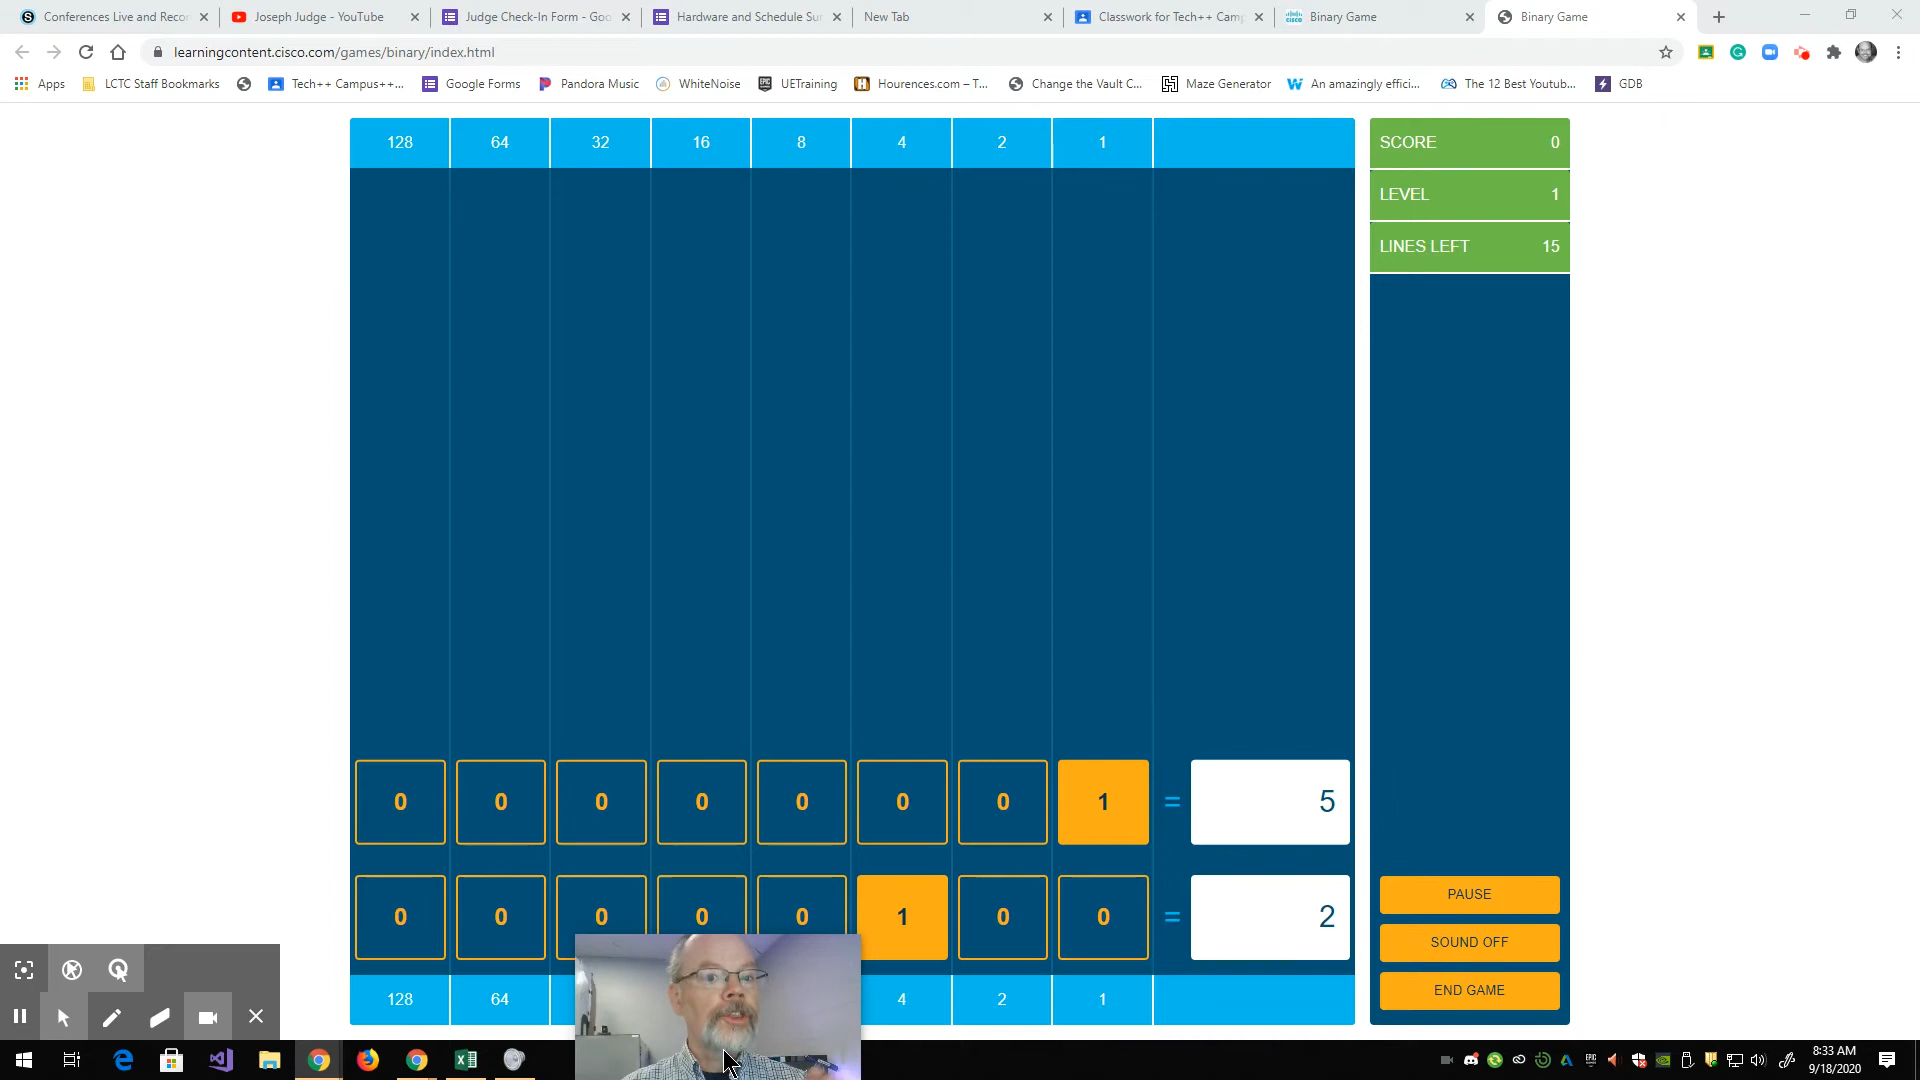 Conferences Live and Recor
Joseph Judge - YouTube
Judge Check-In Form - Goo
Hardware and Schedule Sur
New Tab
Classwork for Tech++ Camp
Binary Game
Binary Game
learningcontent.cisco.com/games/binary/index.html
Apps
LCTC Staff Bookmarks
Tech++ Campus++...
Google Forms
Pandora Music
WhiteNoise
UETraining
Hourences.com – T...
Change the Vault C...
Maze Generator
An amazingly effici...
The 12 Best Youtub...
GDB
128 64 32 16 8 4 2 1
SCORE 0
LEVEL 1
LINES LEFT 15
0 0 0 0 0 0 0 1 = 5
0 0 0 0 0 1 0 0 = 2
128 64 4 2 1
PAUSE
SOUND OFF
END GAME
8:33 AM
9/18/2020